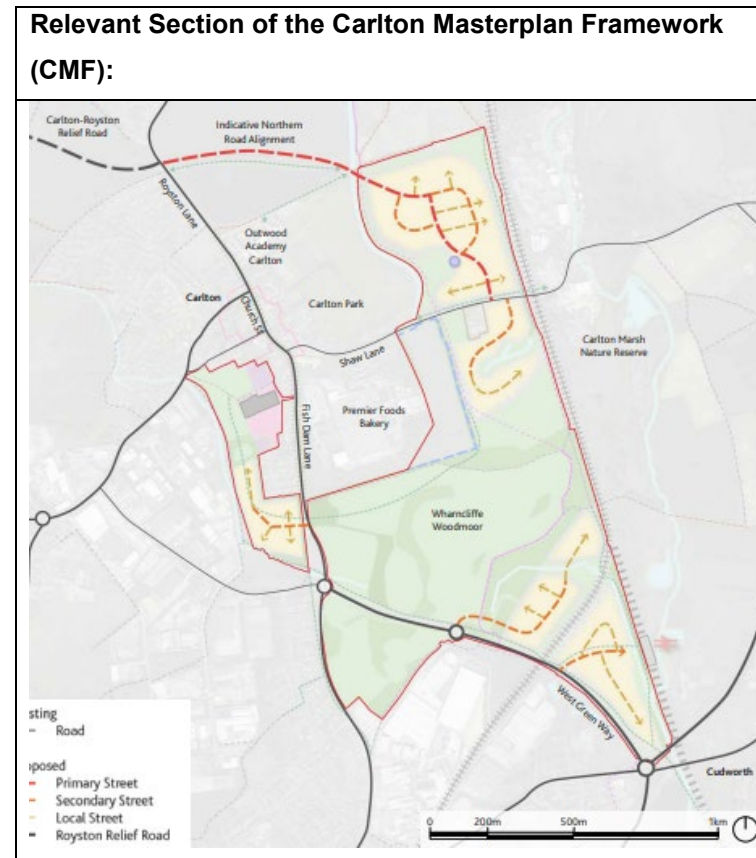 Relevant Section of the Carlton Masterplan Framework
(CMF):
Carlton-Royston
Relief Road
Indicative Northern
Road Alignment
Royston Lane
Outwood
Academy
Carlton
Carlton
Church St
Carlton Park
Shaw Lane
Carlton Marsh
Nature Reserve
Premier Foods
Bakery
Fish Dam Lane
Wharncliffe
Woodmoor
West Green Way
Cudworth
sting
Road
posed
Primary Street
Secondary Street
Local Street
Royston Relief Road
0 200m 500m 1km